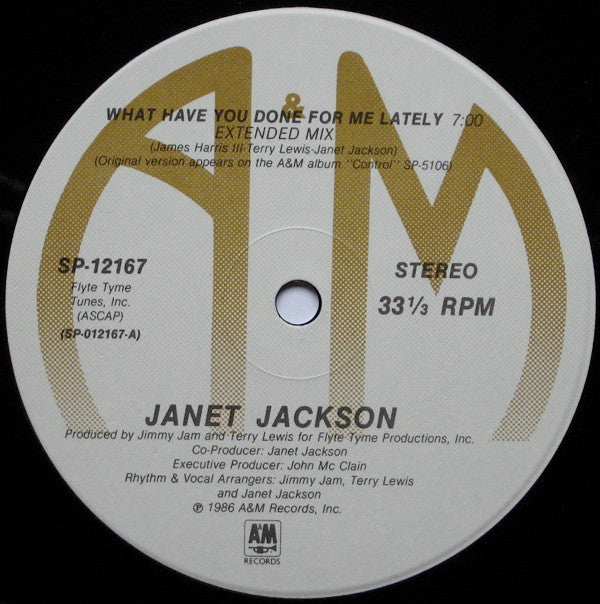 A&M
WHAT HAVE YOU DONE FOR ME LATELY 7:00
EXTENDED MIX
(James Harris III-Terry Lewis-Janet Jackson)
(Original version appears on the A&M album "Control" SP-5106)
SP-12167
Flyte Tyme
Tunes, Inc.
(ASCAP)
(SP-012167-A)
STEREO
33⅓ RPM
JANET JACKSON
Produced by Jimmy Jam and Terry Lewis for Flyte Tyme Productions, Inc.
Co-Producer: Janet Jackson
Executive Producer: John Mc Clain
Rhythm & Vocal Arrangers: Jimmy Jam, Terry Lewis
and Janet Jackson
℗ 1986 A&M Records, Inc.
A&M
RECORDS